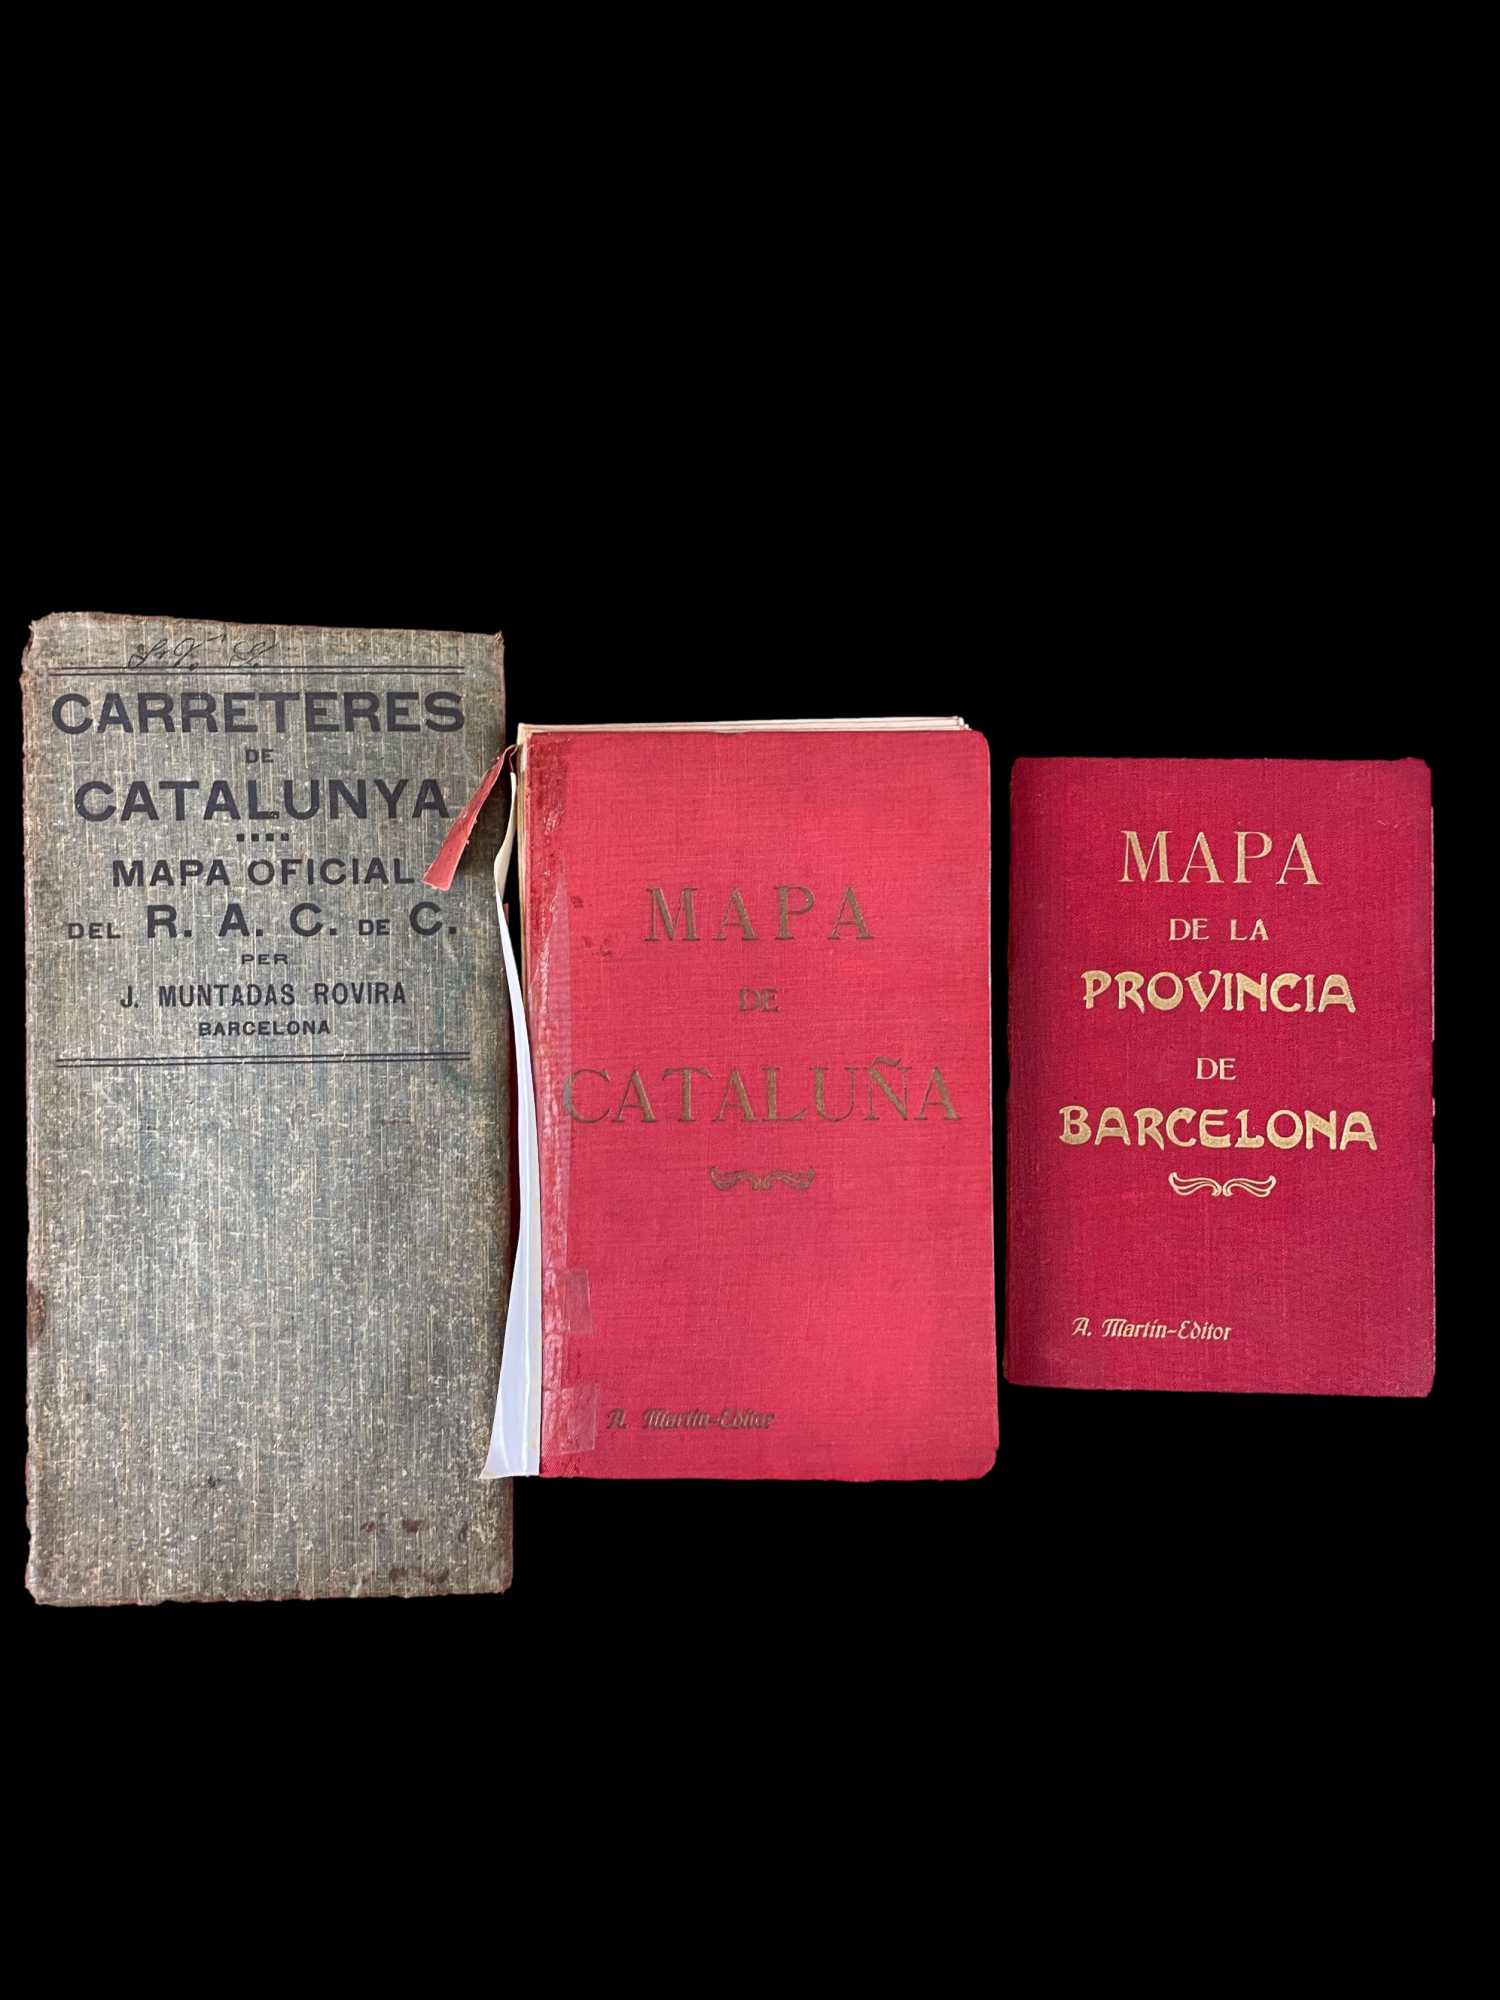 CARRETERES
DE
CATALUNYA
MAPA OFICIAL
DEL R. A. C. DE C.
PER
J. MUNTADAS ROVIRA
BARCELONA
MAPA
DE
CATALUÑA
A. Martín-Editor
MAPA
DE LA
PROVINCIA
DE
BARCELONA
A. Martín-Editor